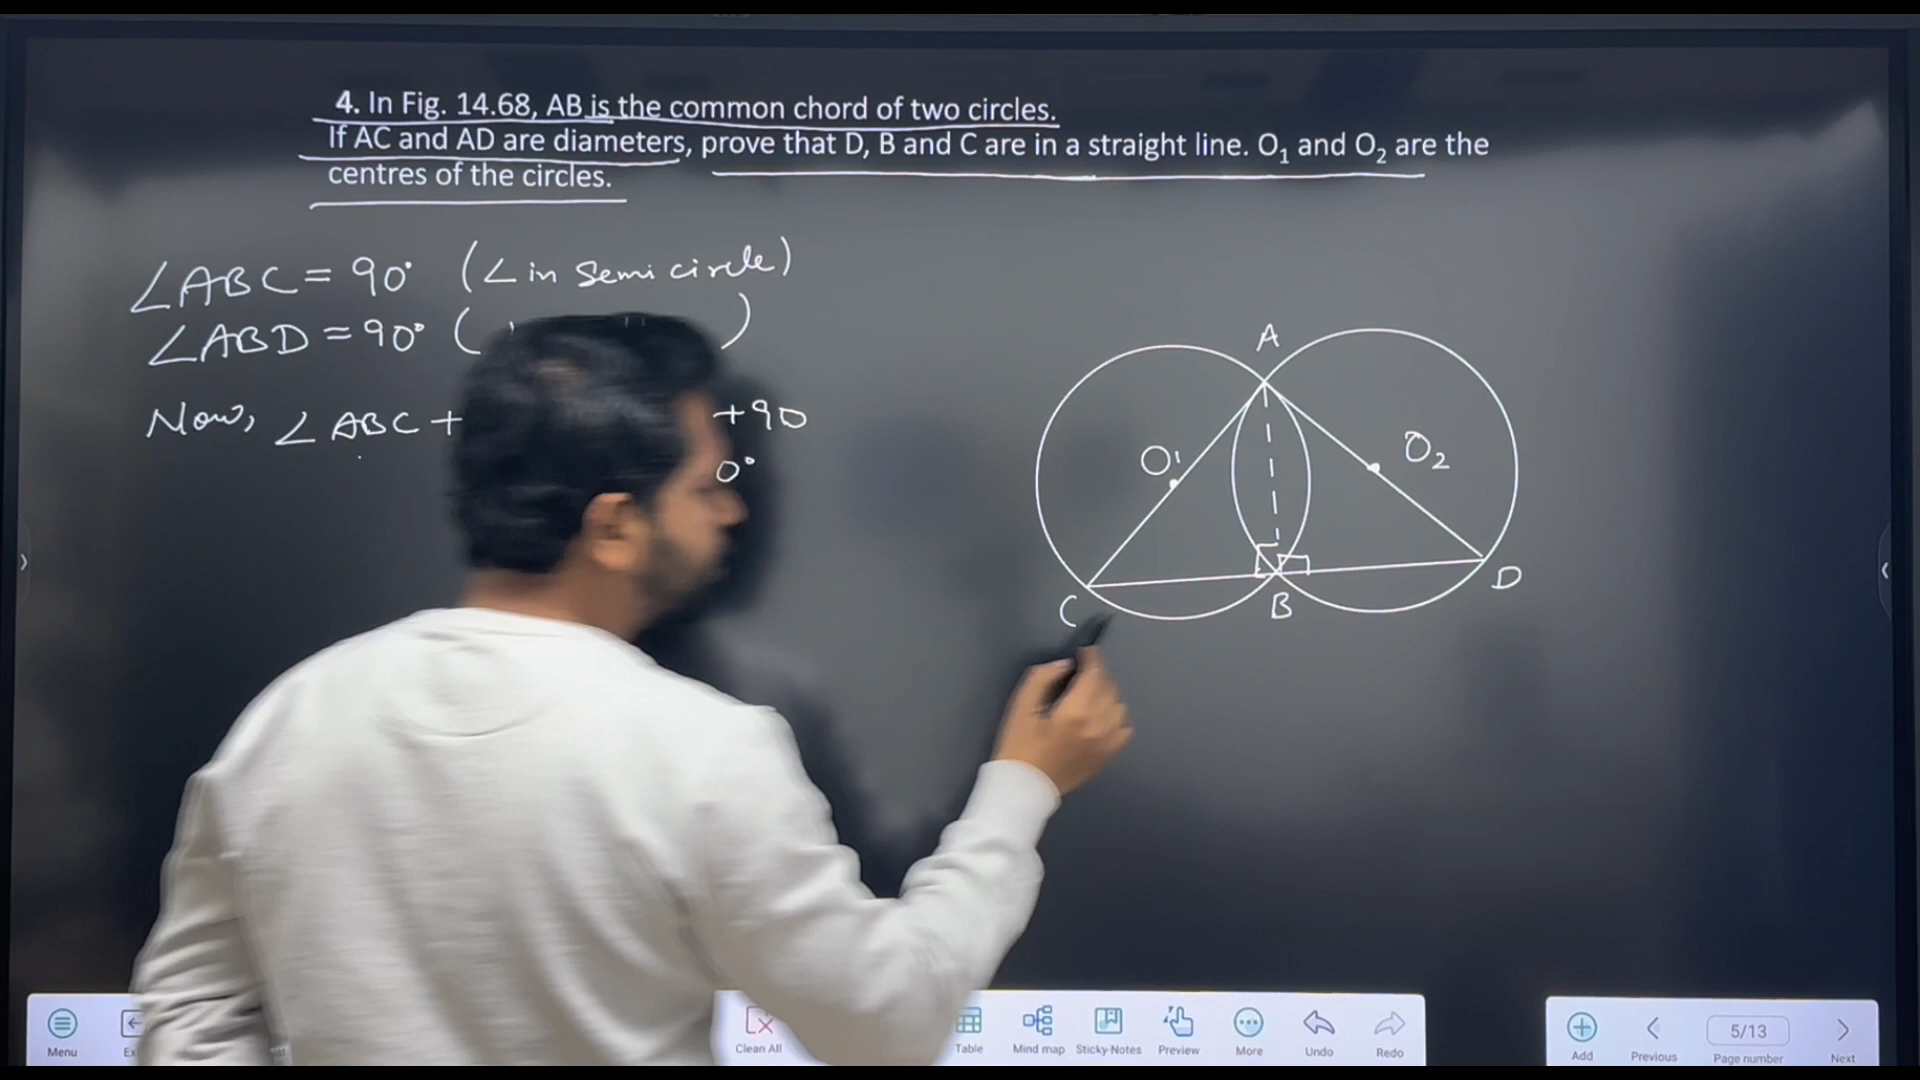 4. In Fig. 14.68, AB is the common chord of two circles.
If AC and AD are diameters, prove that D, B and C are in a straight line. O₁ and O₂ are the
centres of the circles.
∠ABC = 90° (∠ in semi circle)
∠ABD = 90° ( )
Now, ∠ABC +
+90
0°
A
O'
O₂
C
B
D
Menu
Clean All
Table
Mind map
Sticky-Notes
Preview
More
Undo
Redo
Add
Previous
5/13
Page number
Next